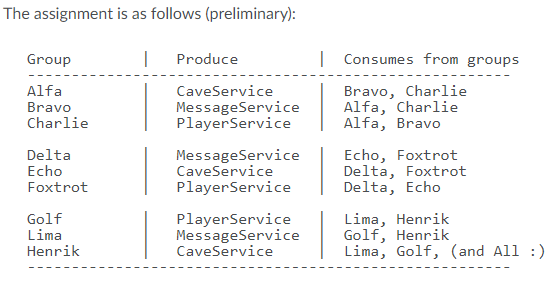 The assignment is as follows (preliminary):
Group | Produce | Consumes from groups
---------------------------------------------------------------
Alfa | CaveService | Bravo, Charlie
Bravo | MessageService | Alfa, Charlie
Charlie | PlayerService | Alfa, Bravo
Delta | MessageService | Echo, Foxtrot
Echo | CaveService | Delta, Foxtrot
Foxtrot | PlayerService | Delta, Echo
Golf | PlayerService | Lima, Henrik
Lima | MessageService | Golf, Henrik
Henrik | CaveService | Lima, Golf, (and All :)
---------------------------------------------------------------